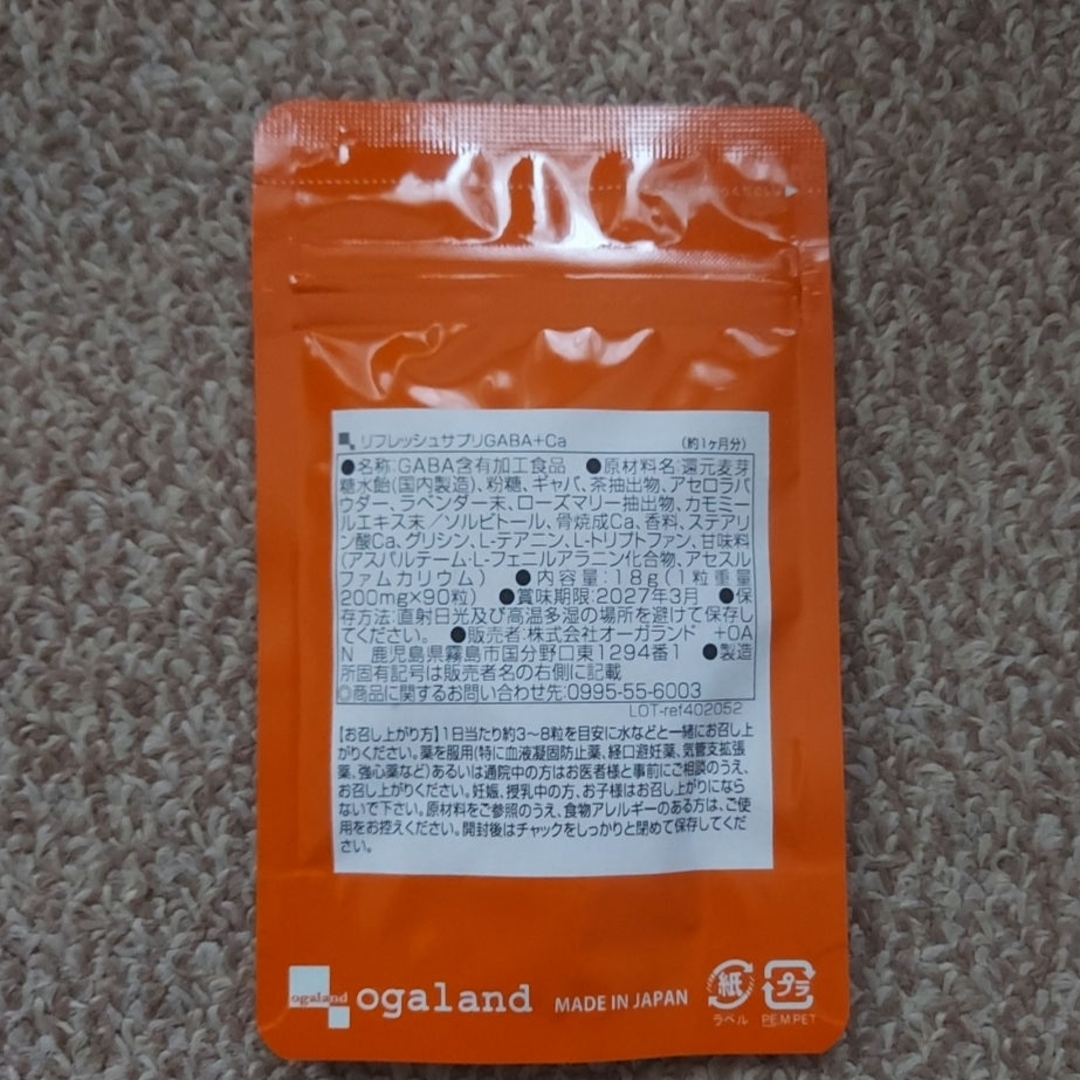 リフレッシュサプリGABA+Ca (約1ヶ月分)
●名称:GABA含有加工食品 ●原材料名:還元麦芽
糖水飴(国内製造)、粉糖、ギャバ、茶抽出物、アセロラパ
ウダー、ラベンダー末、ローズマリー抽出物、カモミー
ルエキス末/ソルビトール、骨焼成Ca、香料、ステアリ
ン酸Ca、グリシン、L-テアニン、L-トリプトファン、甘味料
(アスパルテーム・L-フェニルアラニン化合物、アセスル
ファムカリウム) ●内容量:18g(1粒重量
200mg×90粒) ●賞味期限:2027年3月 ●保
存方法:直射日光及び高温多湿の場所を避けて保存し
てください。 ●販売者:株式会社オーガランド +OA
N 鹿児島県霧島市国分野口東1294番1 ●製造
所固有記号は販売者名の右側に記載
◎商品に関するお問い合わせ先:0995-55-6003
LOT-ref402052
【お召し上がり方】1日当たり約3～8粒を目安に水などと一緒にお召し上
がりください。薬を服用(特に血液凝固防止薬、経口避妊薬、気管支拡張
薬、強心薬など)あるいは通院中の方はお医者様と事前にご相談のうえ、
お召し上がりください。妊娠、授乳中の方、お子様はお召し上がりになら
ないで下さい。原材料をご参照のうえ、食物アレルギーのある方は、ご使
用をお控えください。開封後はチャックをしっかりと閉めて保存してくだ
さい。
ogaland ogaland MADE IN JAPAN 紙 プラ
ラベル PE.M.PET